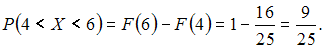 P(4 < X < 6) = F(6) − F(4) = 1 − 16/25 = 9/25.